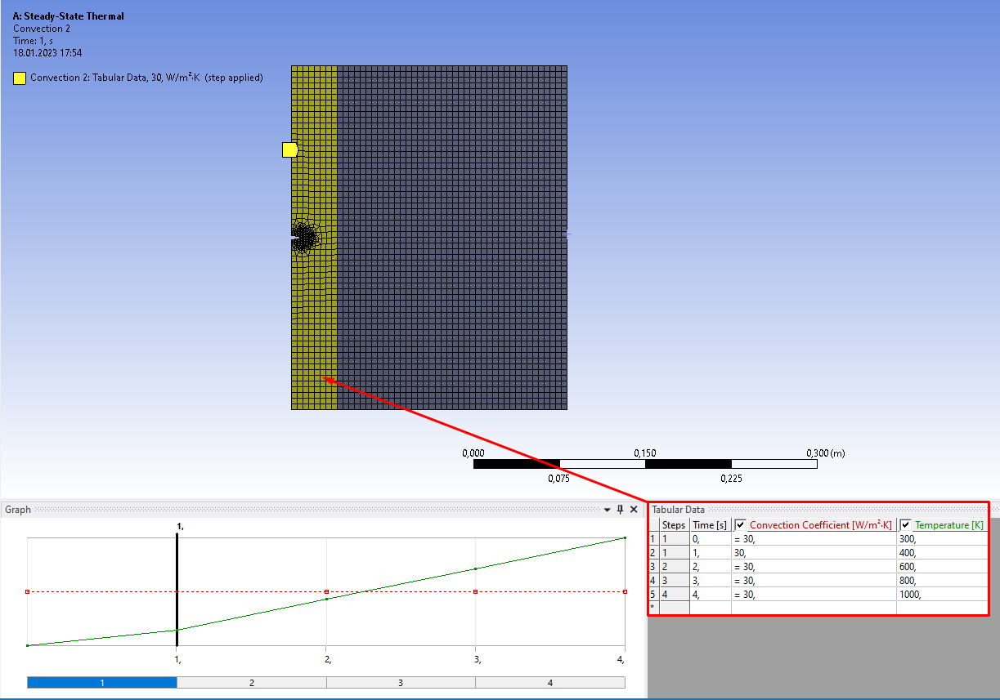 A: Steady-State Thermal
Convection 2
Time: 1, s
18.01.2023 17:54
Convection 2: Tabular Data, 30, W/m²·K (step applied)
0,000 0,150 0,300 (m)
0,075 0,225
Graph
1,
1, 2, 3, 4,
1 2 3 4
Tabular Data
Steps Time [s] Convection Coefficient [W/m²·K] Temperature [K]
1 1 0, = 30, 300,
2 1 1, 30, 400,
3 2 2, = 30, 600,
4 3 3, = 30, 800,
5 4 4, = 30, 1000,
*